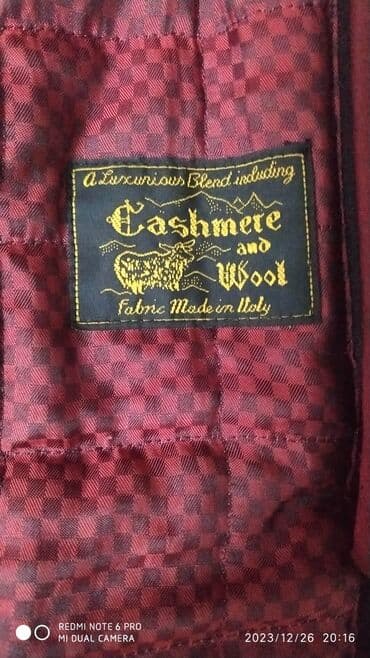 A Luxurious Blend including
Cashmere
and
Wool
Fabric Made in Italy
REDMI NOTE 6 PRO
MI DUAL CAMERA
2023/12/26 20:16